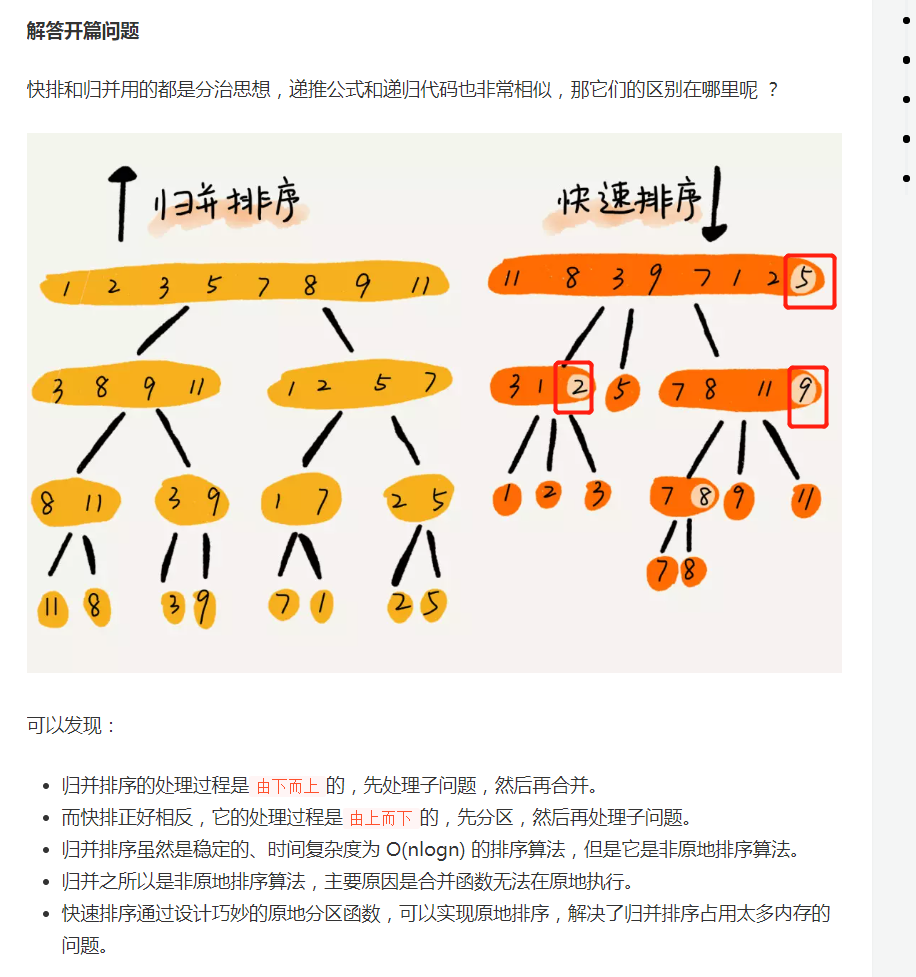 解答开篇问题
快排和归并用的都是分治思想，递推公式和递归代码也非常相似，那它们的区别在哪里呢 ？
归并排序 快速排序
1 2 3 5 7 8 9 11 11 8 3 9 7 1 2 5
3 8 9 11 1 2 5 7 3 1 2 5 7 8 11 9
8 11 3 9 1 7 2 5 1 2 3 7 8 9 11
11 8 3 9 7 1 2 5 7 8
可以发现：
归并排序的处理过程是 由下而上 的，先处理子问题，然后再合并。
而快排正好相反，它的处理过程是 由上而下 的，先分区，然后再处理子问题。
归并排序虽然是稳定的、时间复杂度为 O(nlogn) 的排序算法，但是它是非原地排序算法。
归并之所以是非原地排序算法，主要原因是合并函数无法在原地执行。
快速排序通过设计巧妙的原地分区函数，可以实现原地排序，解决了归并排序占用太多内存的
问题。